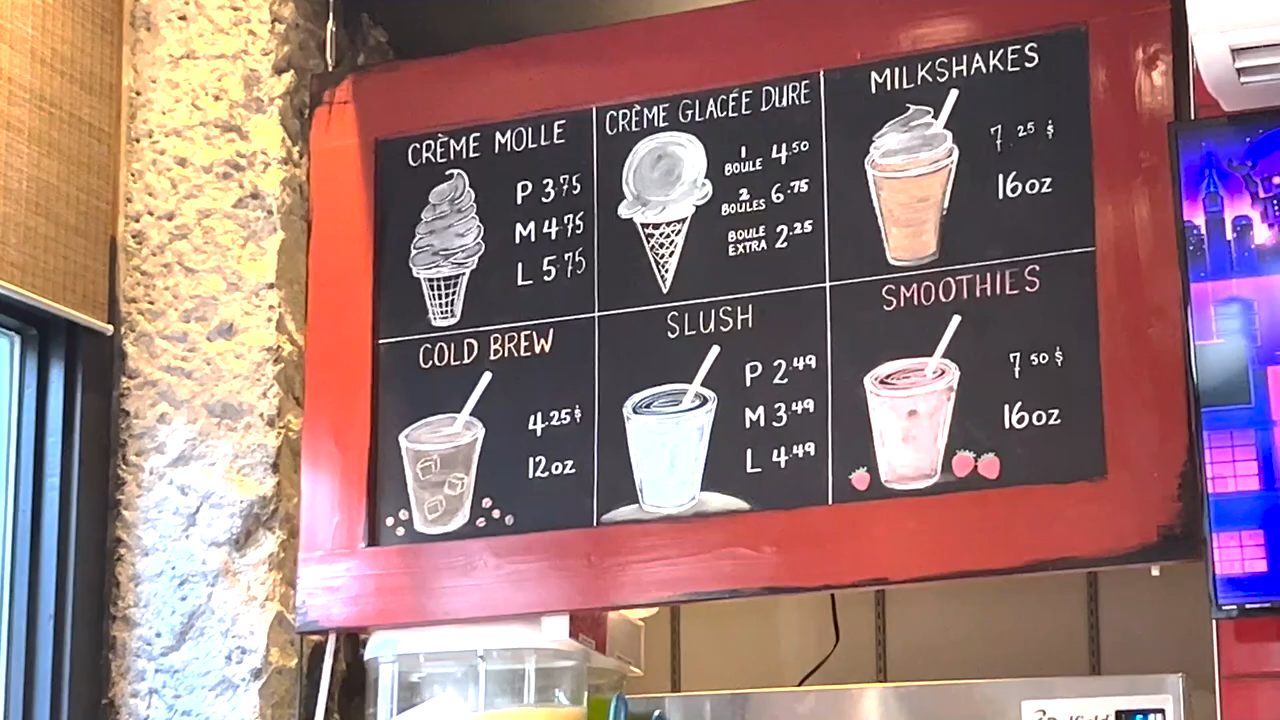 CRÈME MOLLE
P 3.75
M 4.75
L 5.75
CRÈME GLACÉE DURE
1 BOULE 4.50
2 BOULES 6.75
BOULE EXTRA 2.25
MILKSHAKES
7.25 $
16oz
COLD BREW
4.25$
12oz
SLUSH
P 2.49
M 3.49
L 4.49
SMOOTHIES
7 50 $
16oz